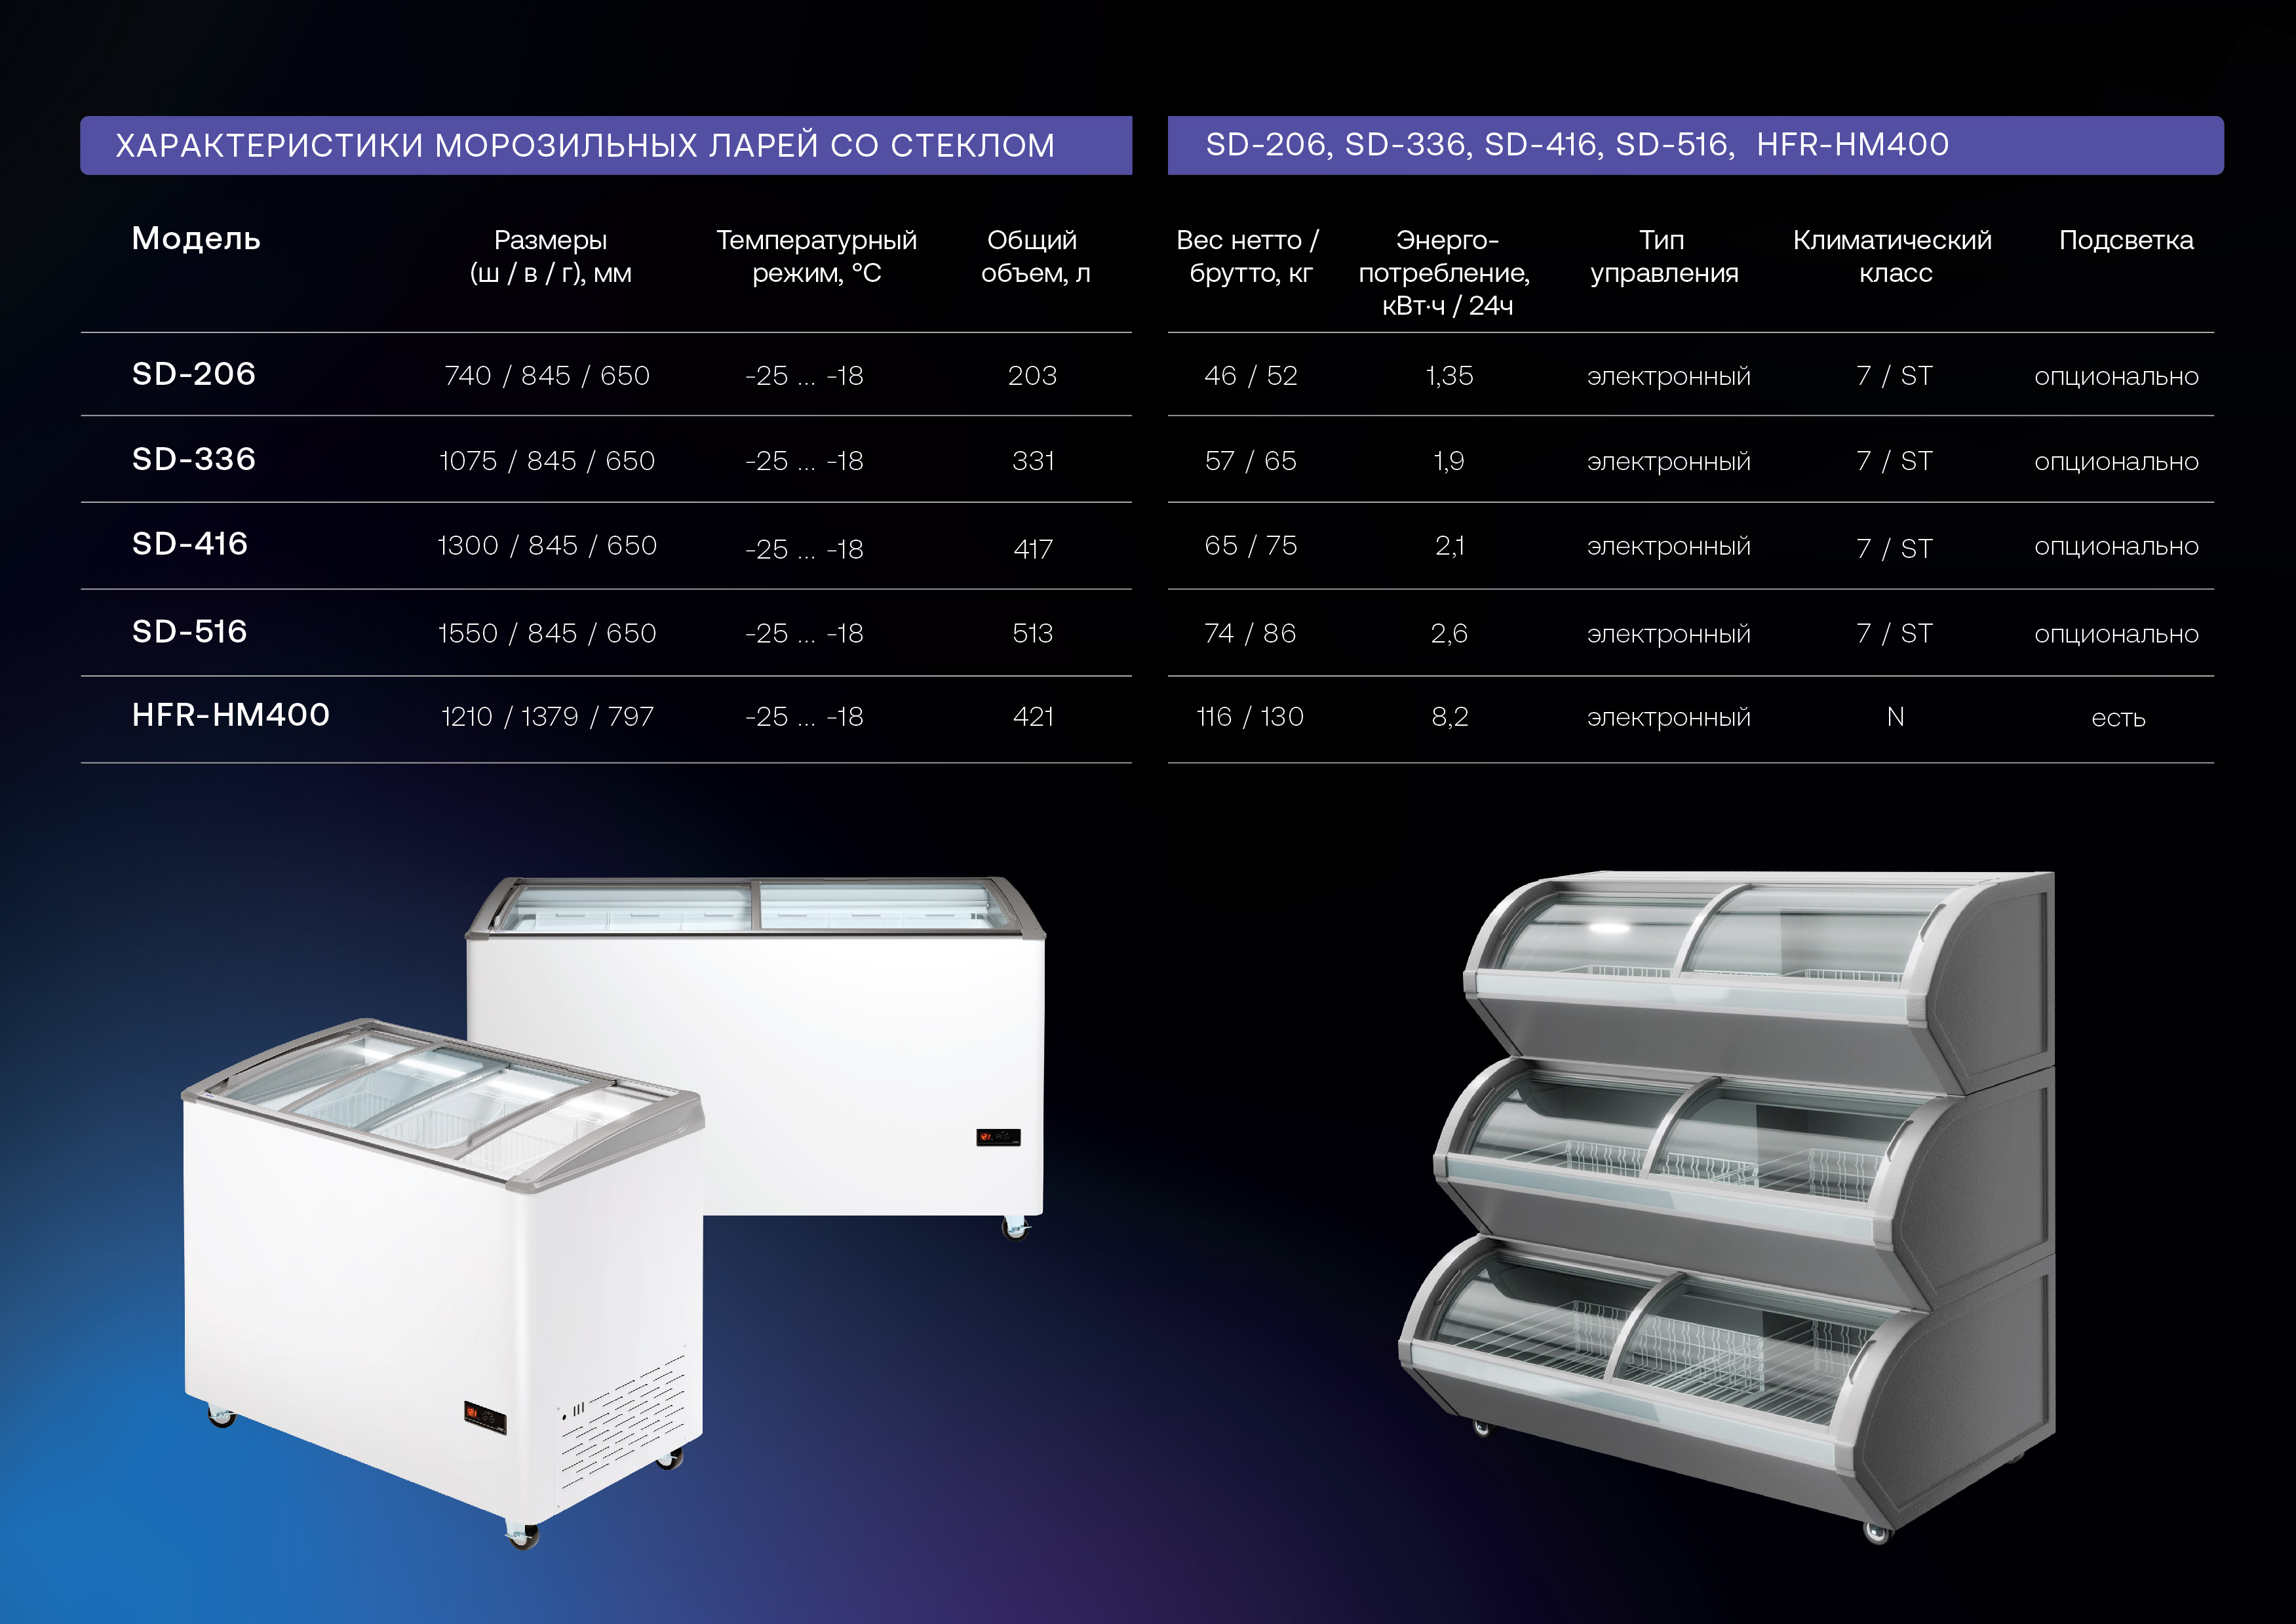 ХАРАКТЕРИСТИКИ МОРОЗИЛЬНЫХ ЛАРЕЙ СО СТЕКЛОМ
SD-206, SD-336, SD-416, SD-516, HFR-HM400
Модель Размеры Температурный Общий Вес нетто / Энерго- Тип Климатический Подсветка
(ш / в / г), мм режим, °C объем, л брутто, кг потребление, управления класс
кВт·ч / 24ч
SD-206 740 / 845 / 650 -25 ... -18 203 46 / 52 1,35 электронный 7 / ST опционально
SD-336 1075 / 845 / 650 -25 ... -18 331 57 / 65 1,9 электронный 7 / ST опционально
SD-416 1300 / 845 / 650 -25 ... -18 417 65 / 75 2,1 электронный 7 / ST опционально
SD-516 1550 / 845 / 650 -25 ... -18 513 74 / 86 2,6 электронный 7 / ST опционально
HFR-HM400 1210 / 1379 / 797 -25 ... -18 421 116 / 130 8,2 электронный N есть